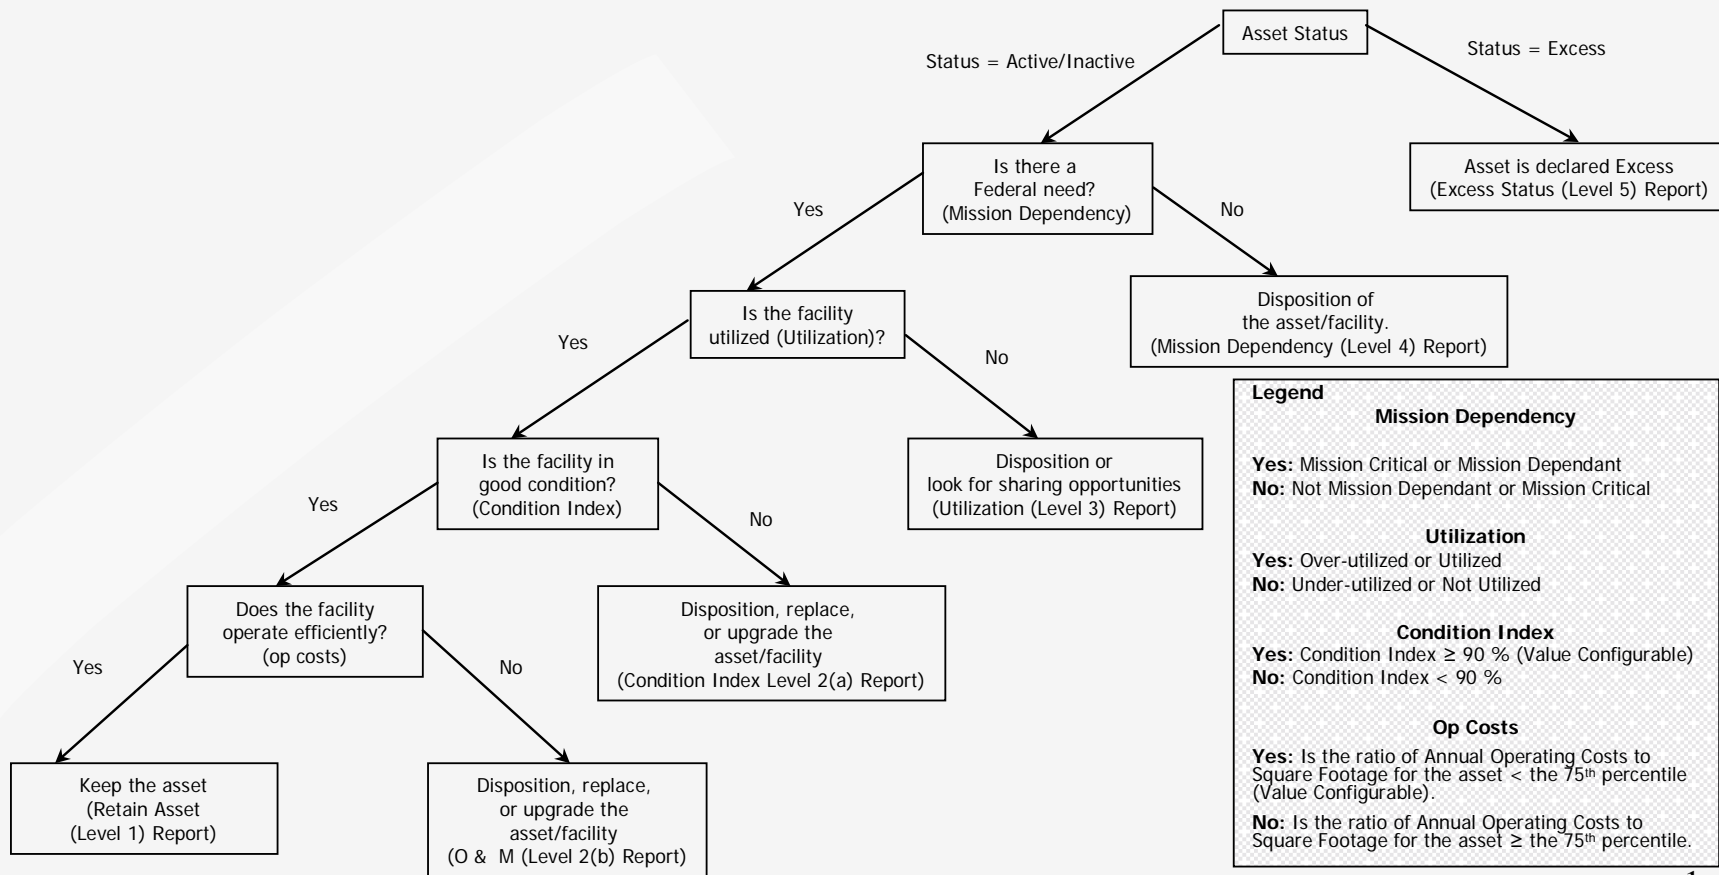 Asset Status
Status = Active/Inactive
Status = Excess
Is there a
Federal need?
(Mission Dependency)
Asset is declared Excess
(Excess Status (Level 5) Report)
Yes
No
Is the facility
utilized (Utilization)?
Disposition of
the asset/facility.
(Mission Dependency (Level 4) Report)
Yes
No
Is the facility in
good condition?
(Condition Index)
Disposition or
look for sharing opportunities
(Utilization (Level 3) Report)
Yes
No
Does the facility
operate efficiently?
(op costs)
Disposition, replace,
or upgrade the
asset/facility
(Condition Index Level 2(a) Report)
Yes
No
Keep the asset
(Retain Asset
(Level 1) Report)
Disposition, replace,
or upgrade the
asset/facility
(O & M (Level 2(b) Report)
Legend
Mission Dependency
Yes: Mission Critical or Mission Dependant
No: Not Mission Dependant or Mission Critical
Utilization
Yes: Over-utilized or Utilized
No: Under-utilized or Not Utilized
Condition Index
Yes: Condition Index ≥ 90 % (Value Configurable)
No: Condition Index < 90 %
Op Costs
Yes: Is the ratio of Annual Operating Costs to
Square Footage for the asset < the 75th percentile
(Value Configurable).
No: Is the ratio of Annual Operating Costs to
Square Footage for the asset ≥ the 75th percentile.